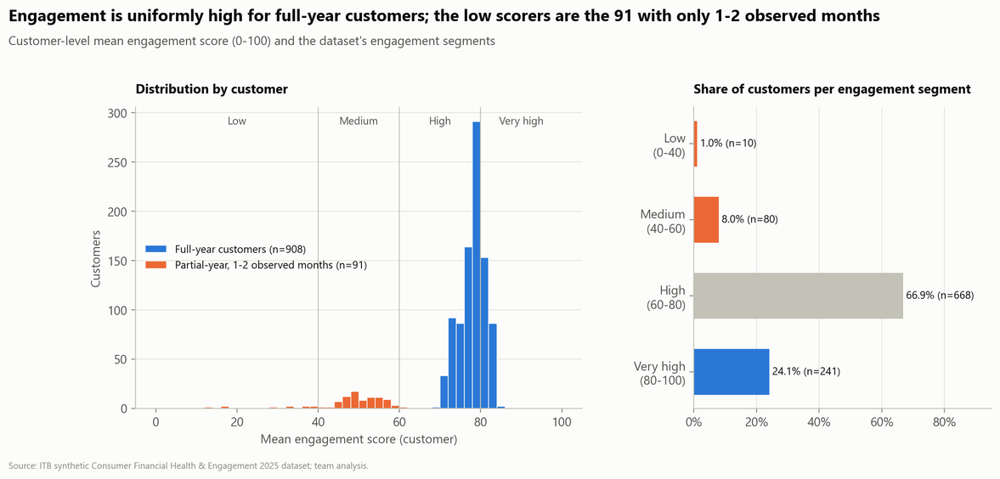 Engagement is uniformly high for full-year customers; the low scorers are the 91 with only 1-2 observed months
Customer-level mean engagement score (0-100) and the dataset's engagement segments
Distribution by customer
Low
Medium
High
Very high
300
250
200
150
100
50
0
Customers
Full-year customers (n=908)
Partial-year, 1-2 observed months (n=91)
0
20
40
60
80
100
Mean engagement score (customer)
Share of customers per engagement segment
Low
(0-40)
1.0% (n=10)
Medium
(40-60)
8.0% (n=80)
High
(60-80)
66.9% (n=668)
Very high
(80-100)
24.1% (n=241)
0%
20%
40%
60%
80%
Source: ITB synthetic Consumer Financial Health & Engagement 2025 dataset; team analysis.